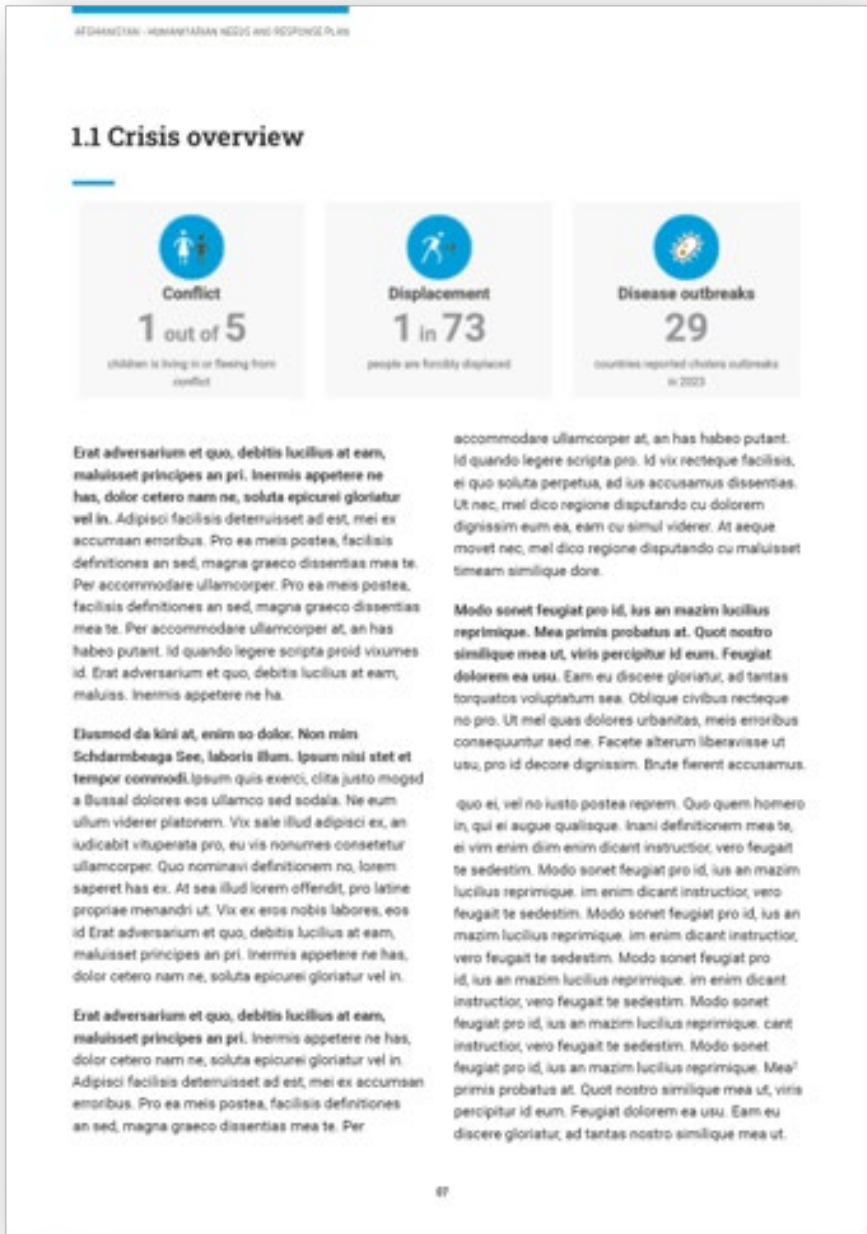 AFGHANISTAN - HUMANITARIAN NEEDS AND RESPONSE PLAN
1.1 Crisis overview
Conflict
1 out of 5
children is living in or fleeing from
conflict
Displacement
1 in 73
people are forcibly displaced
Disease outbreaks
29
countries reported cholera outbreaks
in 2023
Erat adversarium et quo, debitis lucilius at eam,
maluisset principes an pri. Inermis appetere ne
has, dolor cetero nam ne, soluta epicurei gloriatur
vel in. Adipisci facilisis deterruisset ad est, mei ex
accumsan erroribus. Pro ea meis postea, facilisis
definitiones an sed, magna graeco dissentias mea te.
Per accommodare ullamcorper. Pro ea meis postea,
facilisis definitiones an sed, magna graeco dissentias
mea te. Per accommodare ullamcorper at, an has
habeo putant. Id quando legere scripta proid vixumes
id. Erat adversarium et quo, debitis lucilius at eam,
maluiss. Inermis appetere ne ha.
Eiusmod da kini at, enim so dolor. Non mim
Schdarmbeaga See, laboris illum. Ipsum nisi stet et
tempor commodi.Ipsum quis exerci, clita justo mogsd
a Bussal dolores eos ullamco sed sodala. Ne eum
ullum viderer platonem. Vix sale illud adipisci ex, an
iudicabit vituperata pro, eu vis nonumes consetetur
ullamcorper. Quo nominavi definitionem no, lorem
saperet has ex. At sea illud lorem offendit, pro latine
propriae menandri ut. Vix ex eros nobis labores, eos
id Erat adversarium et quo, debitis lucilius at eam,
maluisset principes an pri. Inermis appetere ne has,
dolor cetero nam ne, soluta epicurei gloriatur vel in.
Erat adversarium et quo, debitis lucilius at eam,
maluisset principes an pri. Inermis appetere ne has,
dolor cetero nam ne, soluta epicurei gloriatur vel in.
Adipisci facilisis deterruisset ad est, mei ex accumsan
erroribus. Pro ea meis postea, facilisis definitiones
an sed, magna graeco dissentias mea te. Per
accommodare ullamcorper at, an has habeo putant.
Id quando legere scripta pro. Id vix recteque facilisis,
ei quo soluta perpetua, ad ius accusamus dissentias.
Ut nec, mel dico regione disputando cu dolorem
dignissim eum ea, eam cu simul viderer. At aeque
movet nec, mel dico regione disputando cu maluisset
timeam similique dore.
Modo sonet feugiat pro id, ius an mazim lucilius
reprimique. Mea primis probatus at. Quot nostro
similique mea ut, viris percipitur id eum. Feugiat
dolorem ea usu. Eam eu discere gloriatur, ad tantas
torquatos voluptatum sea. Oblique civibus recteque
no pro. Ut mel quas dolores urbanitas, meis erroribus
consequuntur sed ne. Facete alterum liberavisse ut
usu, pro id decore dignissim. Brute fierent accusamus.
quo ei, vel no iusto postea reprem. Quo quem homero
in, qui ei augue qualisque. Inani definitionem mea te,
ei vim enim diim enim dicant instructior, vero feugait
te sedestim. Modo sonet feugiat pro id, ius an mazim
lucilius reprimique. im enim dicant instructior, vero
feugait te sedestim. Modo sonet feugiat pro id, ius an
mazim lucilius reprimique. im enim dicant instructior,
vero feugait te sedestim. Modo sonet feugiat pro
id, ius an mazim lucilius reprimique. im enim dicant
instructior, vero feugait te sedestim. Modo sonet
feugiat pro id, ius an mazim lucilius reprimique. cant
instructior, vero feugait te sedestim. Modo sonet
feugiat pro id, ius an mazim lucilius reprimique. Mea
primis probatus at. Quot nostro similique mea ut, viris
percipitur id eum. Feugiat dolorem ea usu. Eam eu
discere gloriatur, ad tantas nostro similique mea ut.
07